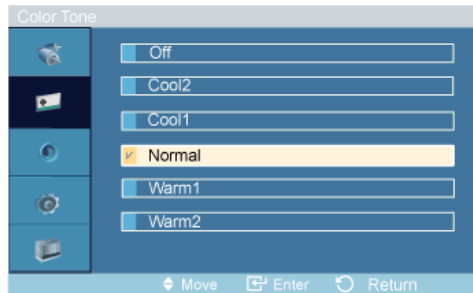 Color Tone
Off
Cool2
Cool1
Normal
Warm1
Warm2
Move Enter Return